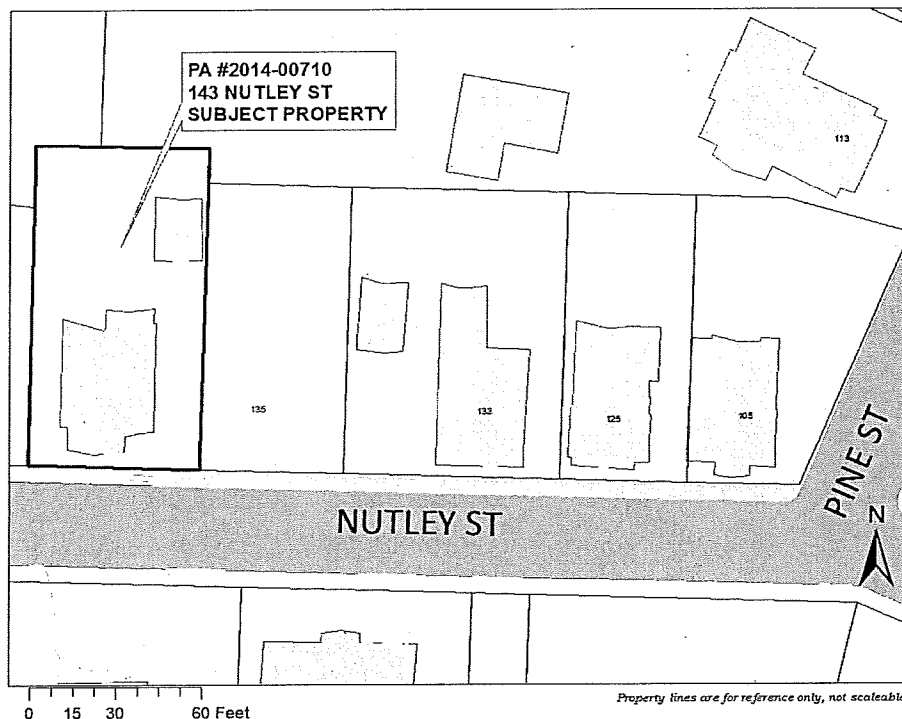 PA #2014-00710
143 NUTLEY ST
SUBJECT PROPERTY
113
135
133
125
105
PINE ST
NUTLEY ST
N
0 15 30 60 Feet
Property lines are for reference only, not scaleable